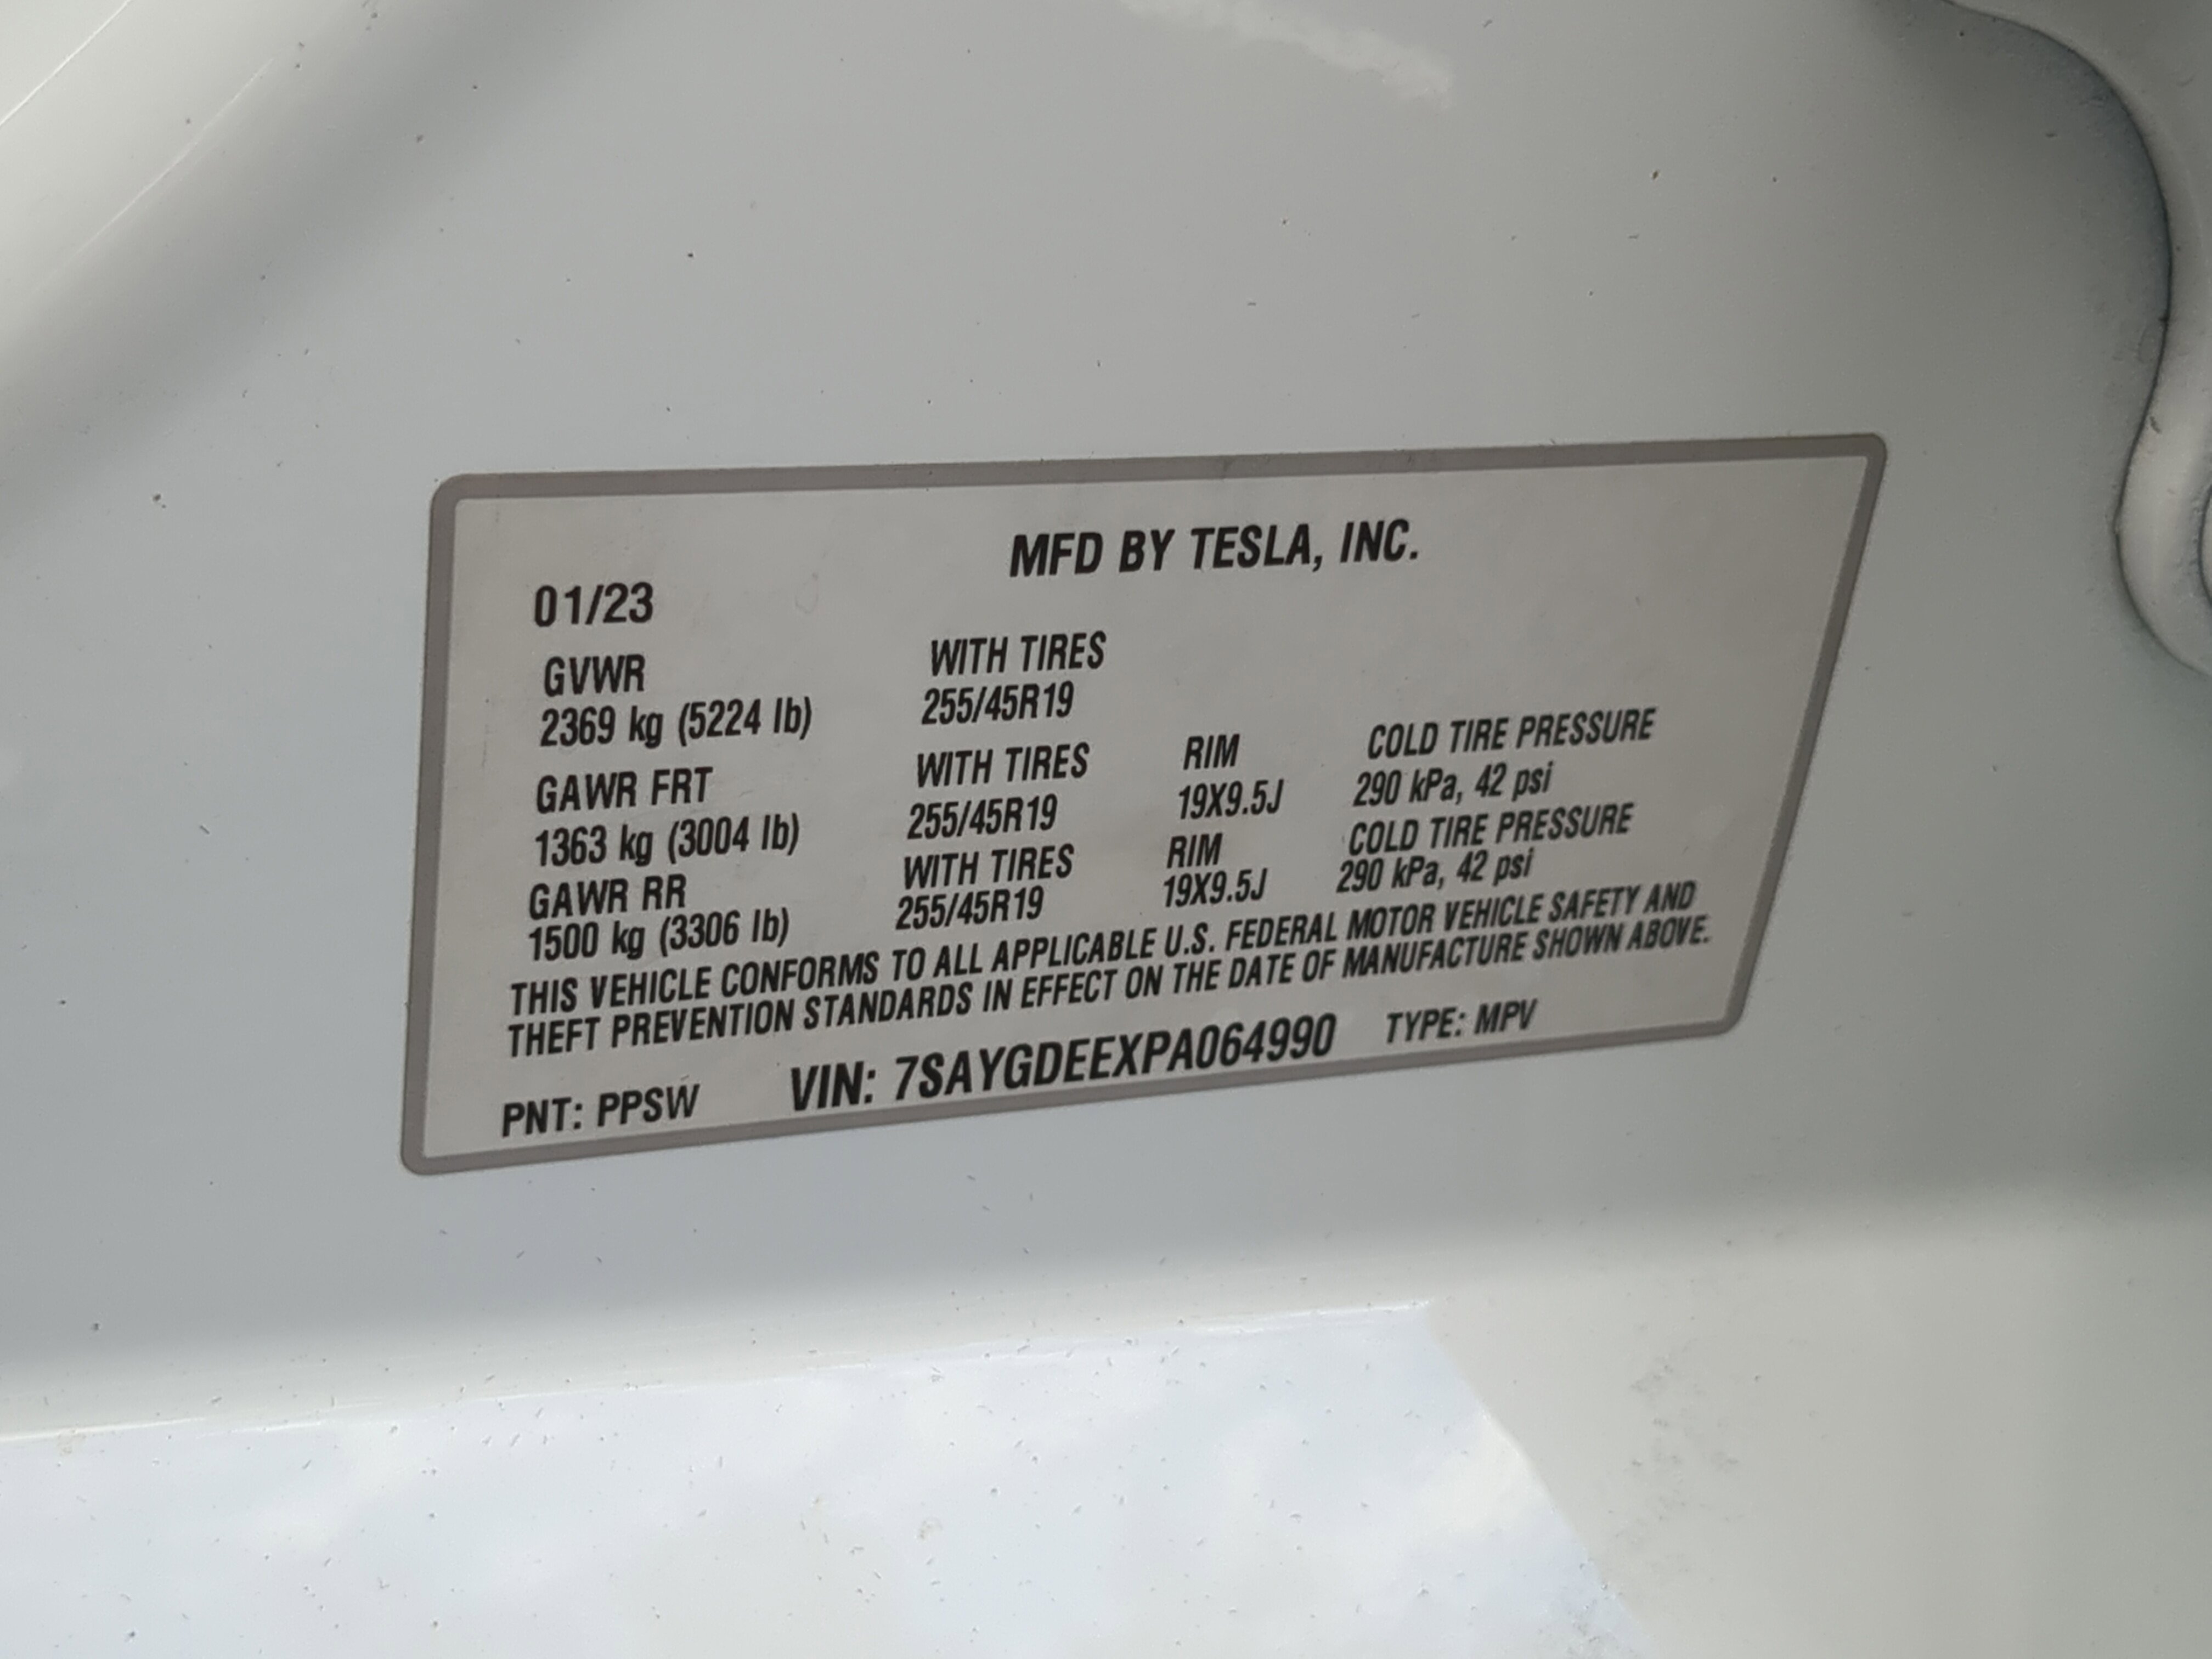 MFD BY TESLA, INC.
01/23
GVWR WITH TIRES
2369 kg (5224 lb) 255/45R19
GAWR FRT WITH TIRES RIM COLD TIRE PRESSURE
1363 kg (3004 lb) 255/45R19 19X9.5J 290 kPa, 42 psi
GAWR RR WITH TIRES RIM COLD TIRE PRESSURE
1500 kg (3306 lb) 255/45R19 19X9.5J 290 kPa, 42 psi
THIS VEHICLE CONFORMS TO ALL APPLICABLE U.S. FEDERAL MOTOR VEHICLE SAFETY AND
THEFT PREVENTION STANDARDS IN EFFECT ON THE DATE OF MANUFACTURE SHOWN ABOVE.
PNT: PPSW VIN: 7SAYGDEEXPA064990 TYPE: MPV